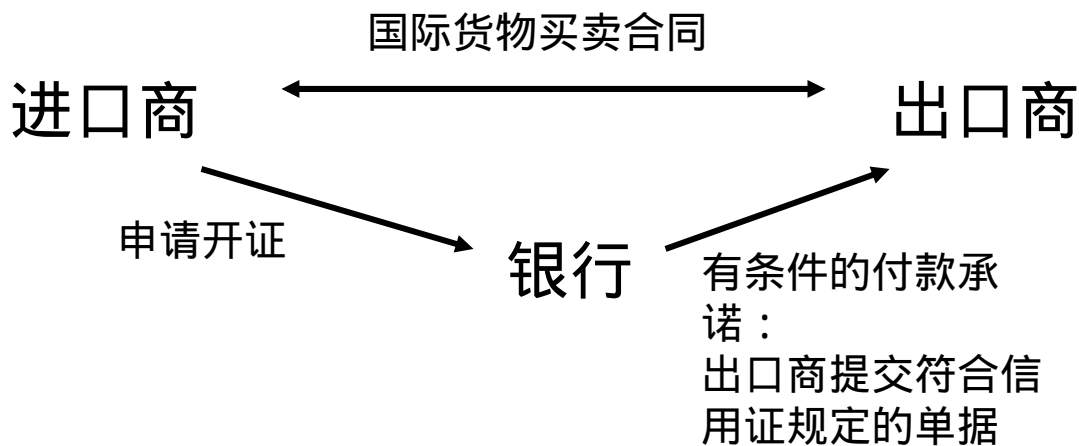 国际货物买卖合同
进口商
出口商
申请开证
银行
有条件的付款承
诺：
出口商提交符合信
用证规定的单据